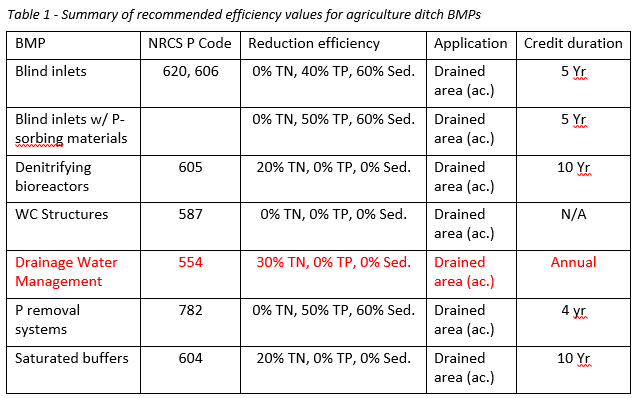 Table 1 - Summary of recommended efficiency values for agriculture ditch BMPs
BMP NRCS P Code Reduction efficiency Application Credit duration
Blind inlets 620, 606 0% TN, 40% TP, 60% Sed. Drained 5 Yr
area (ac.)
Blind inlets w/ P- 0% TN, 50% TP, 60% Sed. Drained 5 Yr
sorbing materials area (ac.)
Denitrifying 605 20% TN, 0% TP, 0% Sed. Drained 10 Yr
bioreactors area (ac.)
WC Structures 587 0% TN, 0% TP, 0% Sed. Drained N/A
area (ac.)
Drainage Water 554 30% TN, 0% TP, 0% Sed. Drained Annual
Management area (ac.)
P removal 782 0% TN, 50% TP, 60% Sed. Drained 4 yr
systems area (ac.)
Saturated buffers 604 20% TN, 0% TP, 0% Sed. Drained 10 Yr
area (ac.)